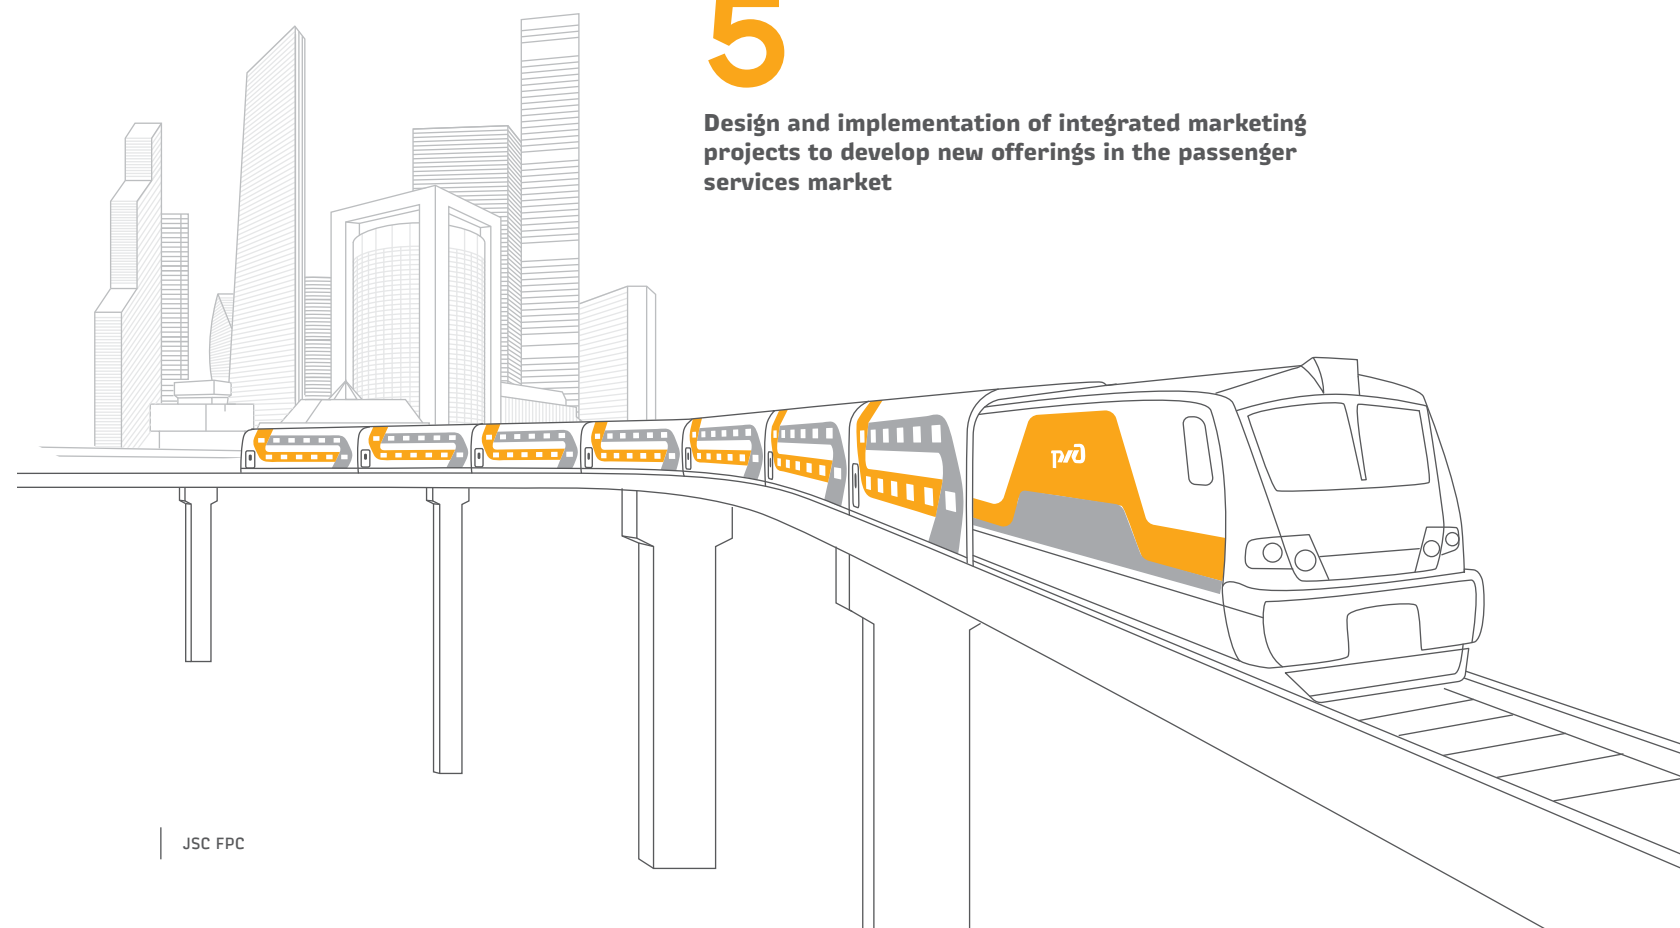 5
Design and implementation of integrated marketing
projects to develop new offerings in the passenger
services market
ржд
JSC FPC